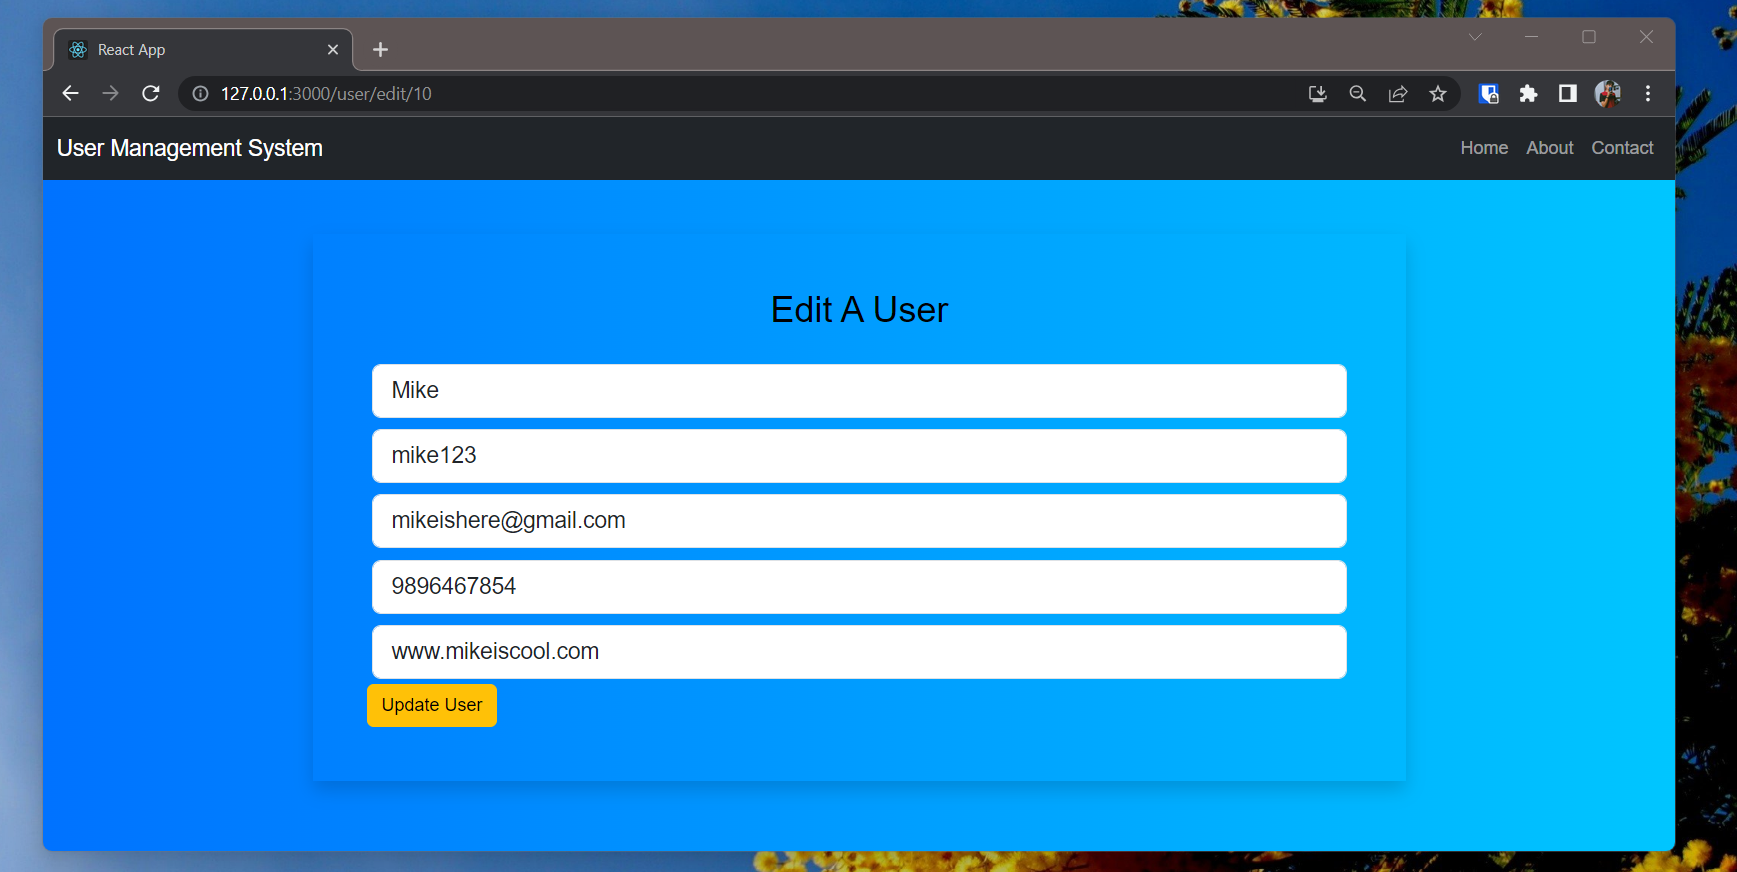 React App
127.0.0.1:3000/user/edit/10
User Management System
Home About Contact
Edit A User
Mike
mike123
mikeishere@gmail.com
9896467854
www.mikeiscool.com
Update User